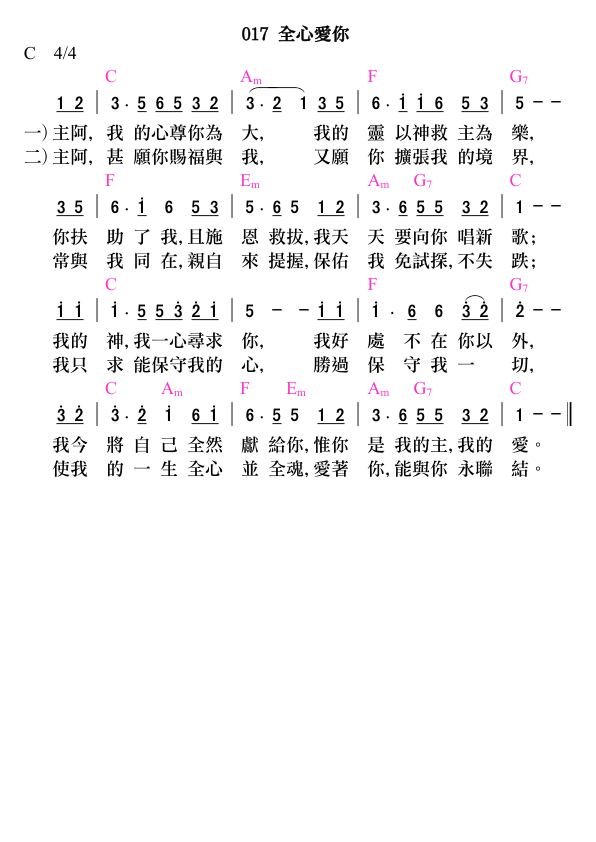 017 全心愛你
C 4/4
C Am F G7
1 2 | 3 · 5 6 5 3 2 | 3 · 2 1 3 5 | 6 · i i 6 5 3 | 5 – –
一) 主阿, 我 的心尊你為 大, 我的 靈 以神救 主為 樂,
二) 主阿, 甚 願你賜福與 我, 又願 你 擴張我 的境 界,
F Em Am G7 C
3 5 | 6 · i 6 5 3 | 5 · 6 5 1 2 | 3 · 6 5 5 3 2 | 1 – –
你扶 助 了 我, 且施 恩 救拔, 我天 天 要向你 唱新 歌;
常與 我 同 在, 親自 來 提握, 保佑 我 免試探, 不失 跌;
C F G7
i i | i · 5 5 3̇ 2̇ i | 5 – – i i | i · 6 6 3̇ 2̇ | 2̇ – –
我的 神, 我一心尋求 你, 我好 處 不 在 你以 外,
我只 求 能保守我的 心, 勝過 保 守 我 一 切,
C Am F Em Am G7 C
3̇ 2̇ | 3̇ · 2̇ i 6 i | 6 · 5 5 1 2 | 3 · 6 5 5 3 2 | 1 – – ‖
我今 將 自 己 全然 獻 給你, 惟你 是 我的主, 我的 愛。
使我 的 一 生 全心 並 全魂, 愛著 你, 能與你 永聯 結。